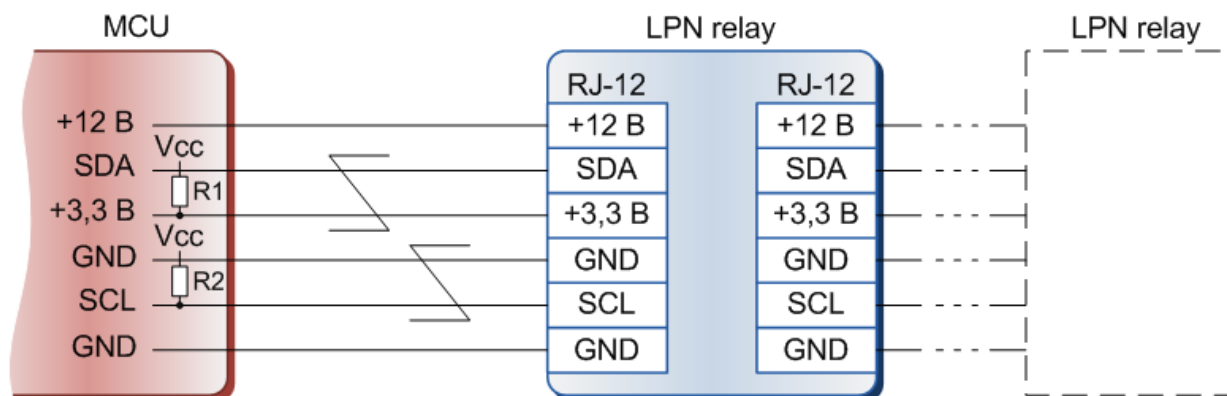 MCU
LPN relay
LPN relay
RJ-12
RJ-12
+12 В
+12 В
+12 В
Vcc
SDA
SDA
SDA
R1
+3,3 В
+3,3 В
+3,3 В
Vcc
GND
GND
GND
R2
SCL
SCL
SCL
GND
GND
GND